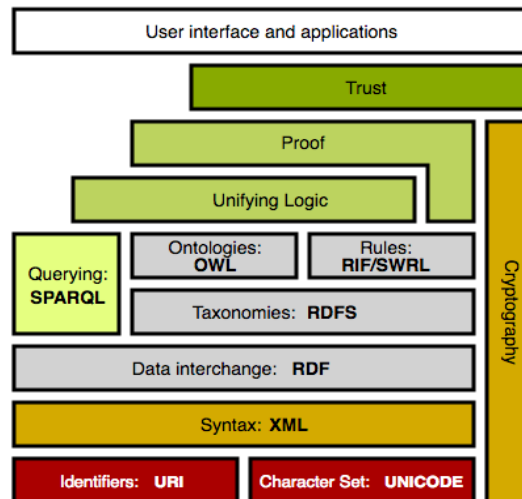 User interface and applications
Trust
Proof
Unifying Logic
Querying:
SPARQL
Ontologies:
OWL
Rules:
RIF/SWRL
Taxonomies: RDFS
Cryptography
Data interchange: RDF
Syntax: XML
Identifiers: URI
Character Set: UNICODE